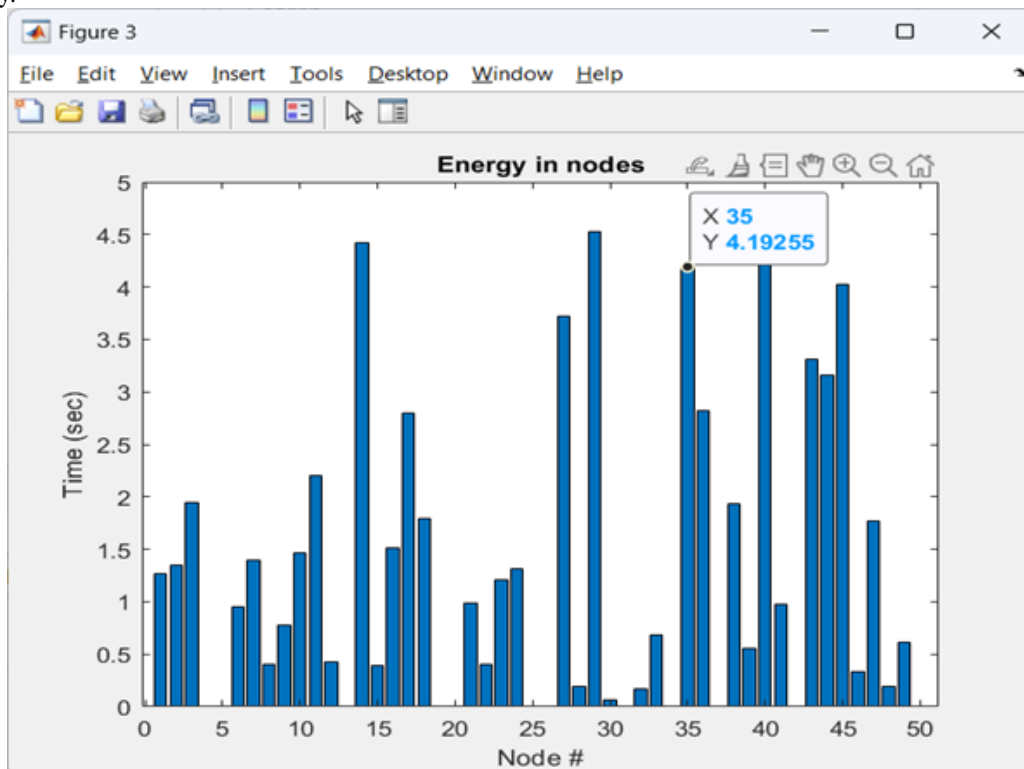 y.
Figure 3
File Edit View Insert Tools Desktop Window Help
Energy in nodes
X 35
Y 4.19255
5
4.5
4
3.5
3
2.5
2
1.5
1
0.5
0
Time (sec)
0 5 10 15 20 25 30 35 40 45 50
Node #